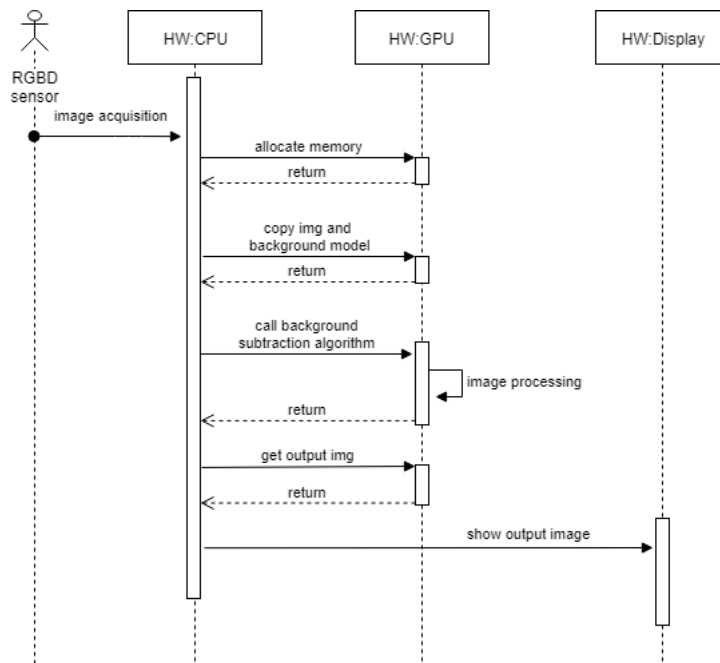 HW:CPU
HW:GPU
HW:Display
RGBD
sensor
image acquisition
allocate memory
return
copy img and
background model
return
call background
subtraction algorithm
image processing
return
get output img
return
show output image